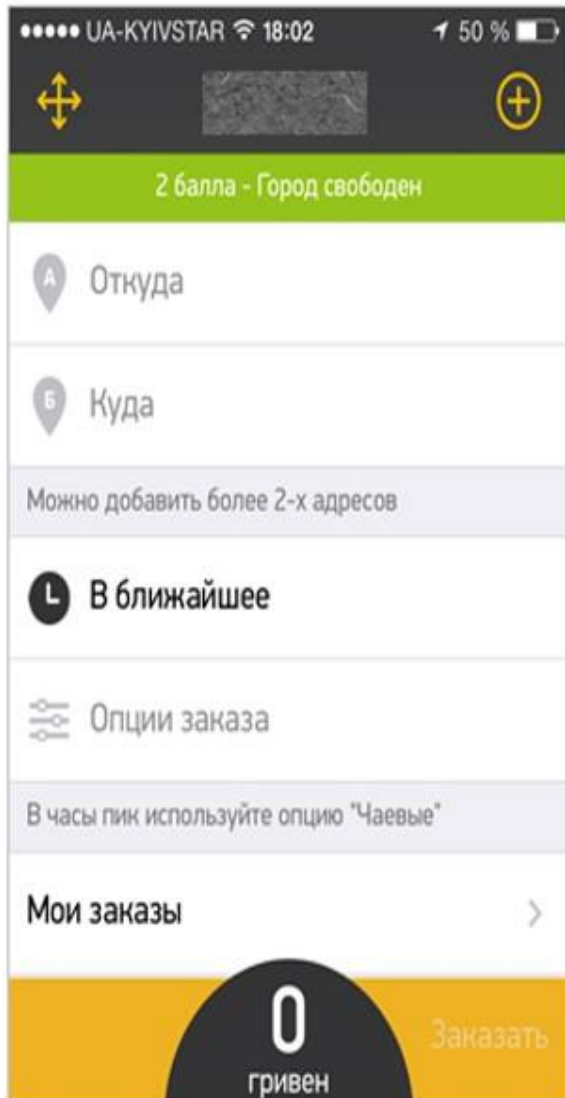 UA-KYIVSTAR 18:02 50 %
2 балла - Город свободен
А Откуда
Б Куда
Можно добавить более 2-х адресов
В ближайшее
Опции заказа
В часы пик используйте опцию "Чаевые"
Мои заказы
0
Заказать
гривен